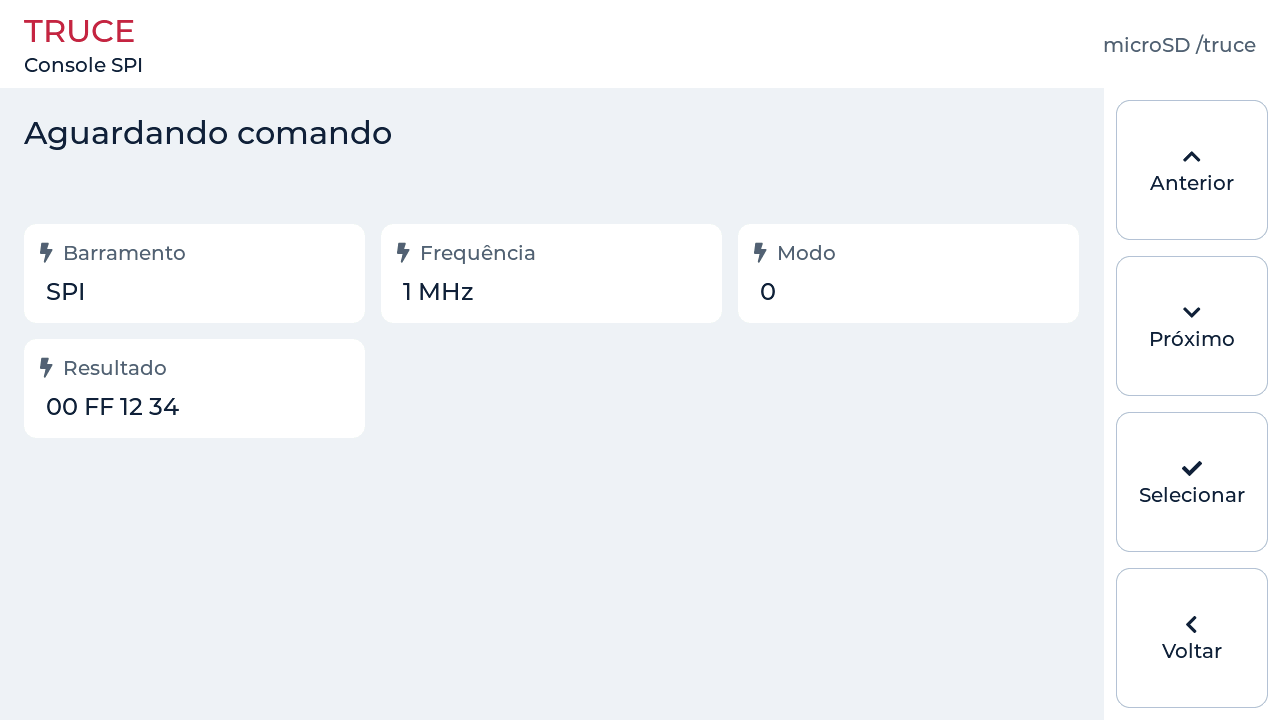 TRUCE
Console SPI
microSD /truce
Aguardando comando
Barramento
SPI
Frequência
1 MHz
Modo
0
Resultado
00 FF 12 34
Anterior
Próximo
Selecionar
Voltar